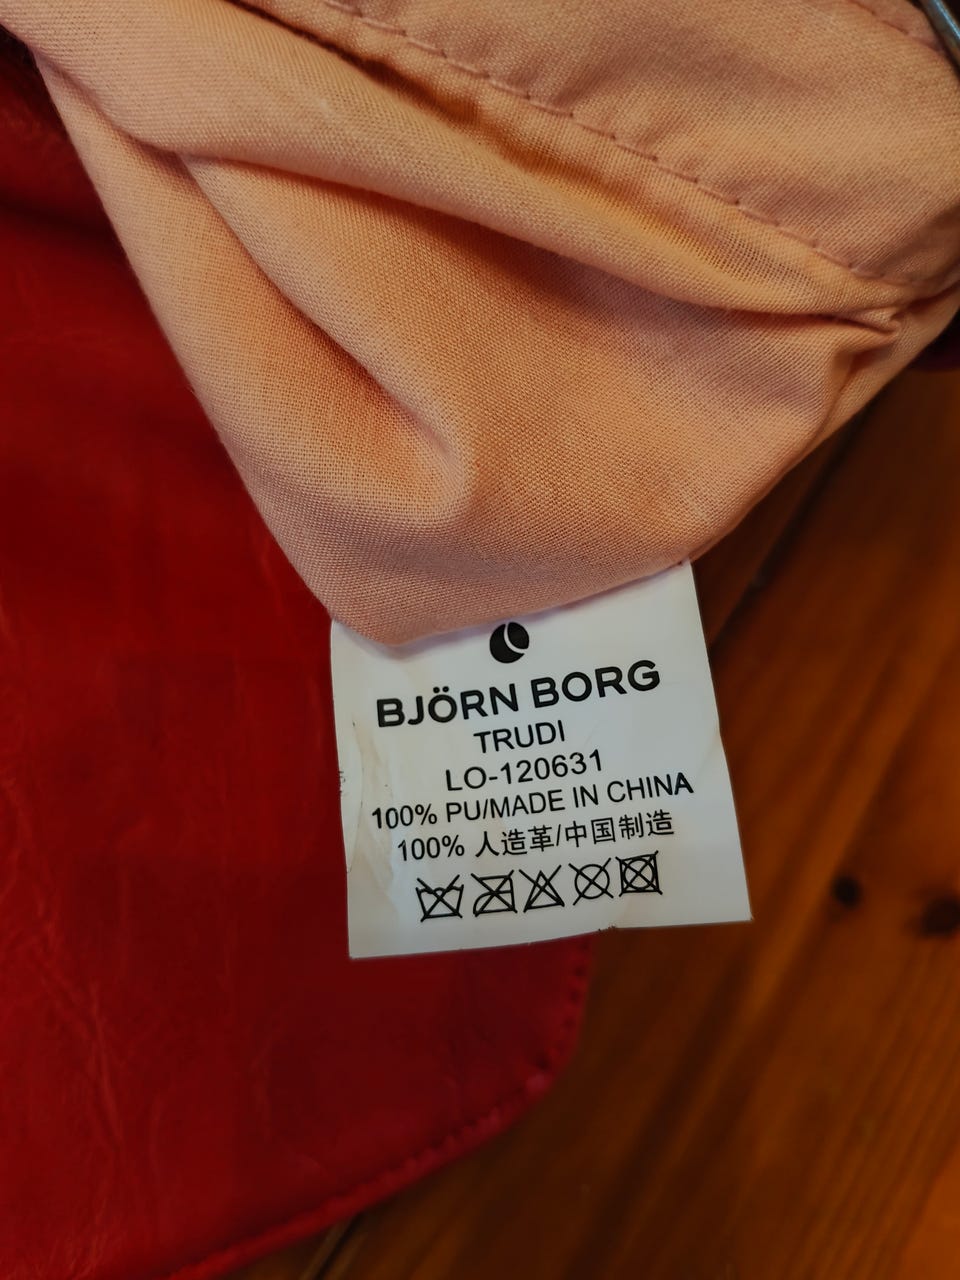 BJÖRN BORG
TRUDI
LO-120631
100% PU/MADE IN CHINA
100% 人造革/中国制造